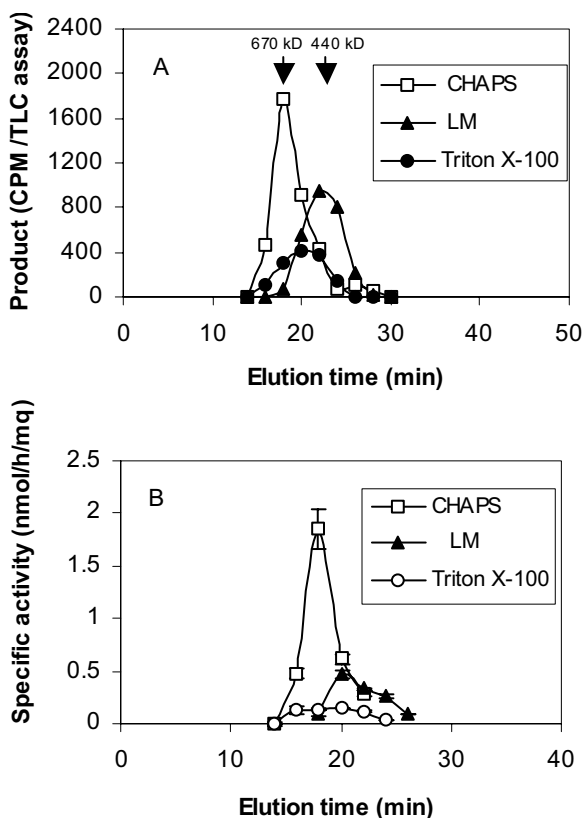 670 kD 440 kD
A
Product (CPM /TLC assay)
2400
2000
1600
1200
800
400
0
CHAPS
LM
Triton X-100
0 10 20 30 40 50
Elution time (min)
B
Specific activity (nmol/h/mq)
2.5
2
1.5
1
0.5
0
CHAPS
LM
Triton X-100
0 10 20 30 40
Elution time (min)